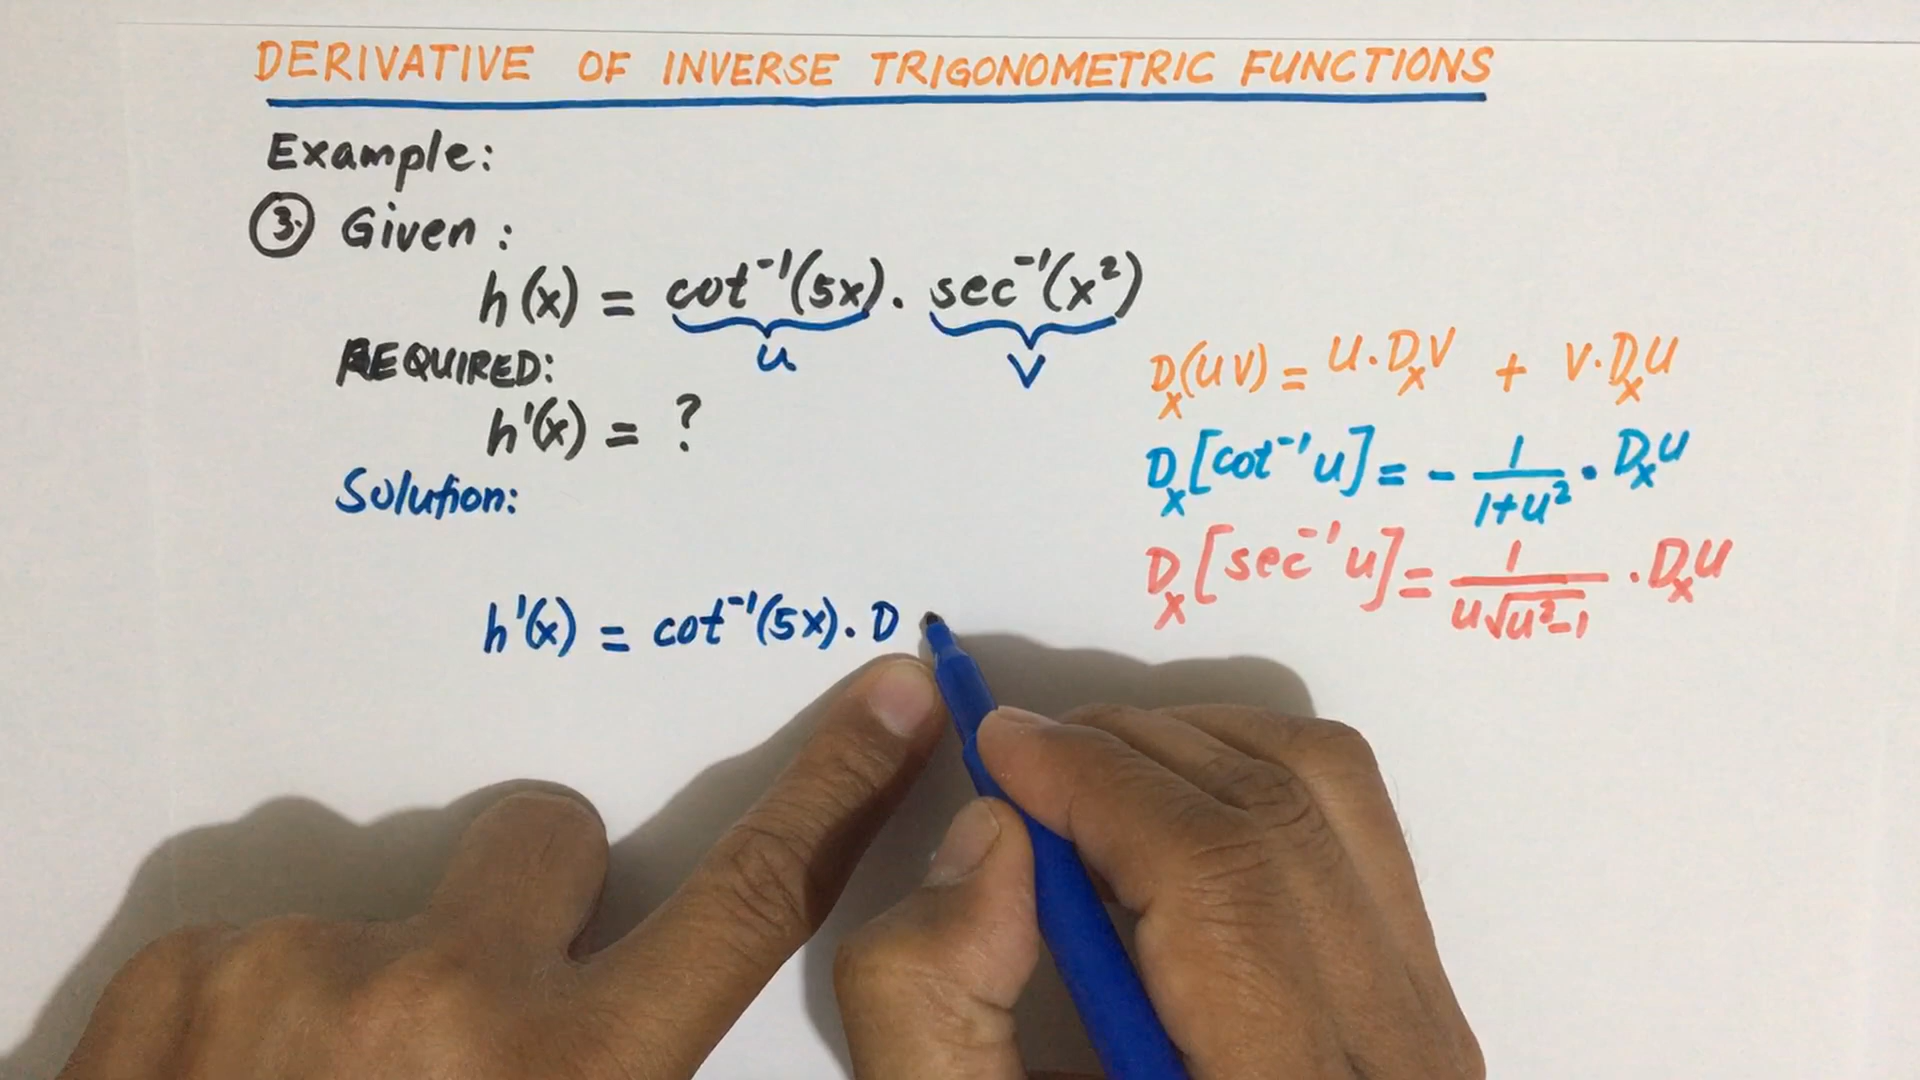 DERIVATIVE OF INVERSE TRIGONOMETRIC FUNCTIONS
Example:
③ Given :
h(x) = cot⁻¹(5x) . sec⁻¹(x²)
u v
REQUIRED:
h'(x) = ?
Solution:
h'(x) = cot⁻¹(5x) . D
Dₓ(UV) = U·DₓV + V·DₓU
Dₓ[cot⁻¹u] = - 1/(1+u²) · Dₓu
Dₓ[sec⁻¹u] = 1/(u√(u²-1)) · Dₓu